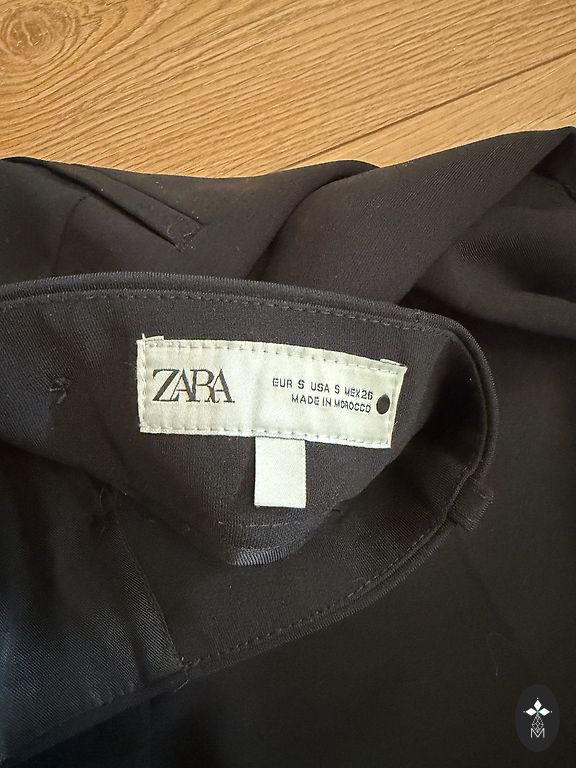 ZARA
EUR S USA S MEX 26
MADE IN MOROCCO
M